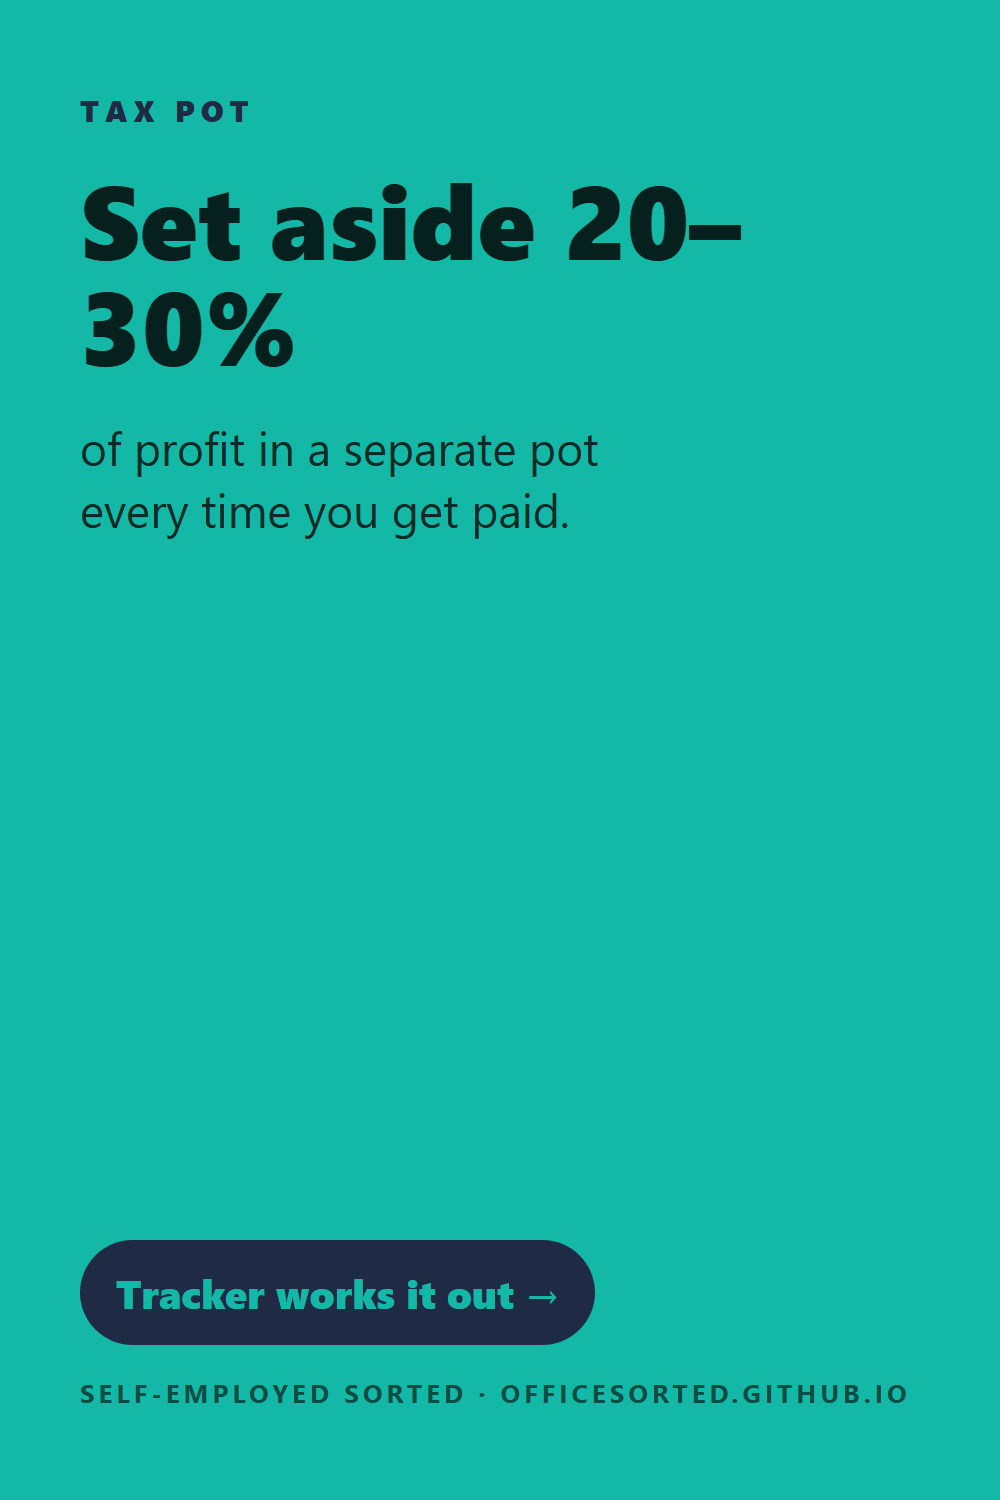 TAX POT
Set aside 20–
30%
of profit in a separate pot
every time you get paid.
Tracker works it out →
SELF-EMPLOYED SORTED · OFFICESORTED.GITHUB.IO